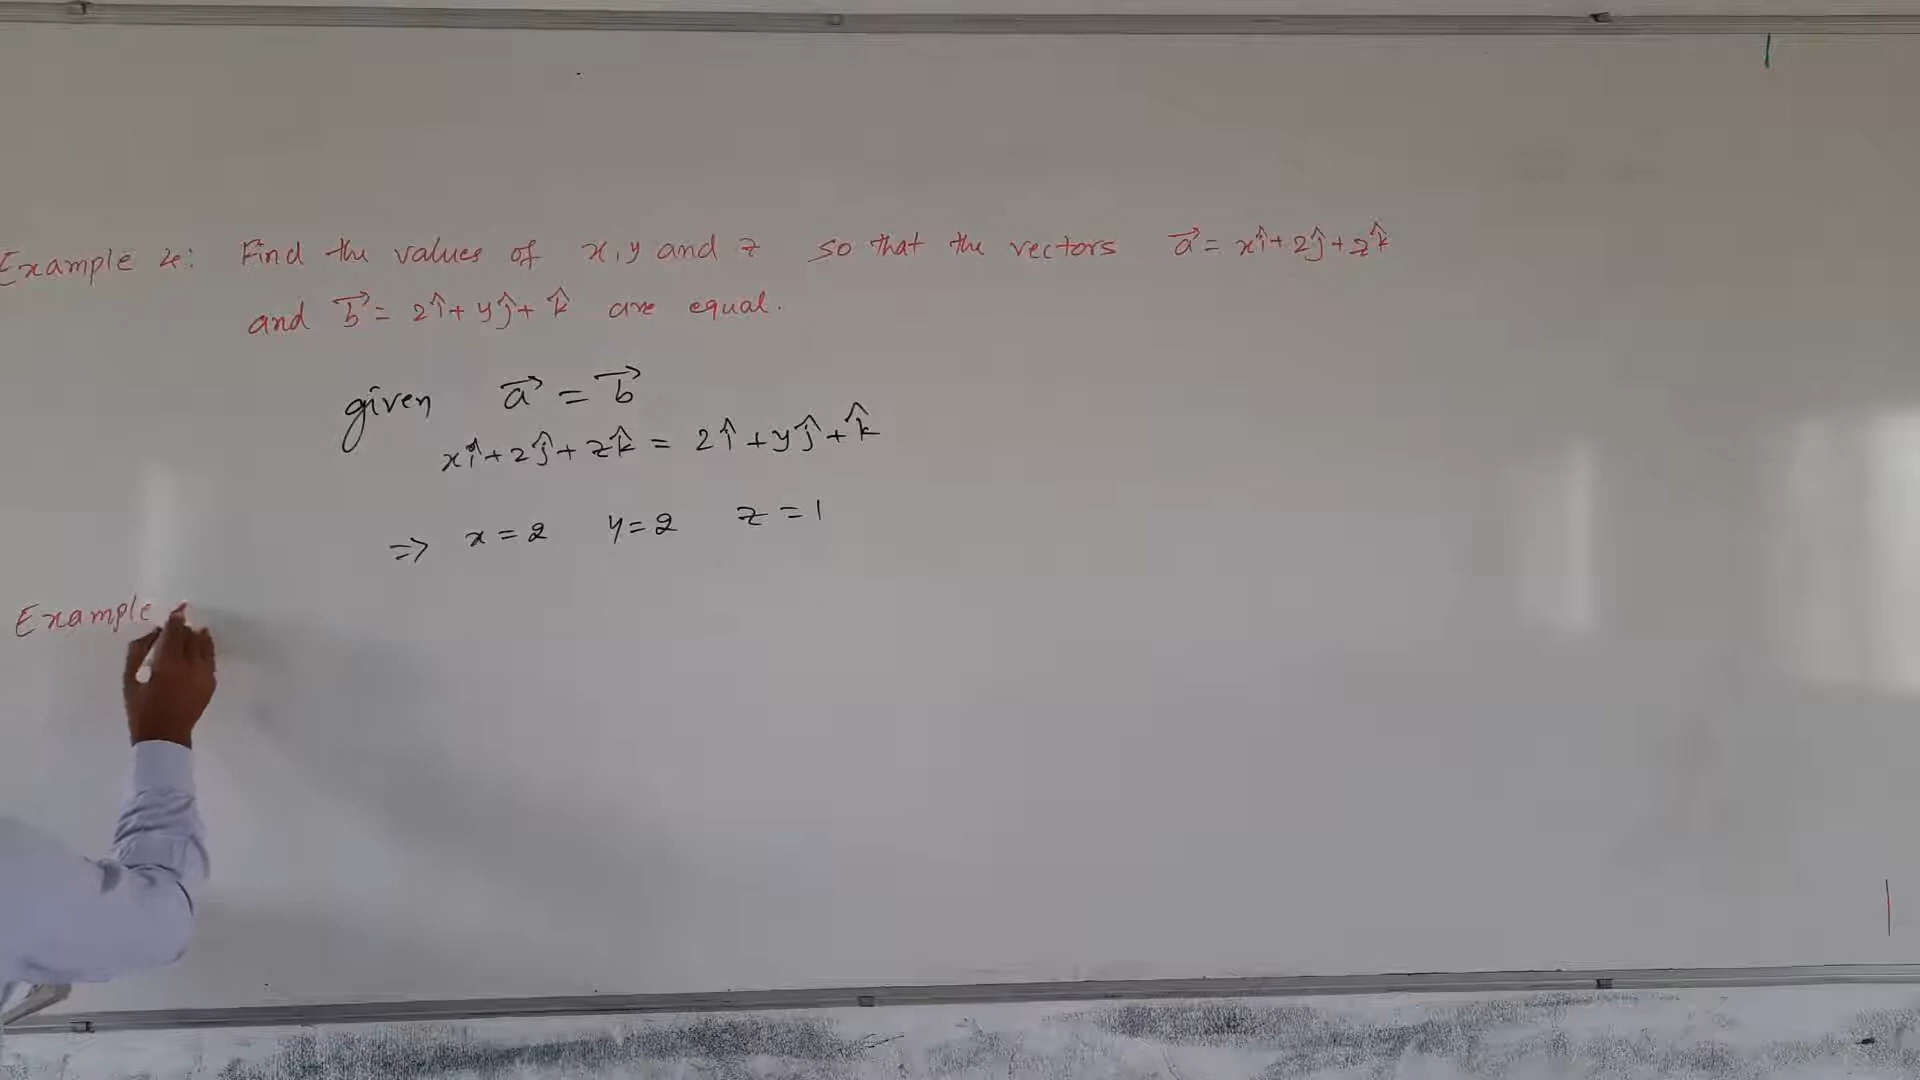 Example 4: Find the values of x, y and z so that the vectors a⃗ = xî + 2ĵ + zk̂
and b⃗ = 2î + yĵ + k̂ are equal.
given a⃗ = b⃗
xî + 2ĵ + zk̂ = 2î + yĵ + k̂
⇒ x = 2 y = 2 z = 1
Example